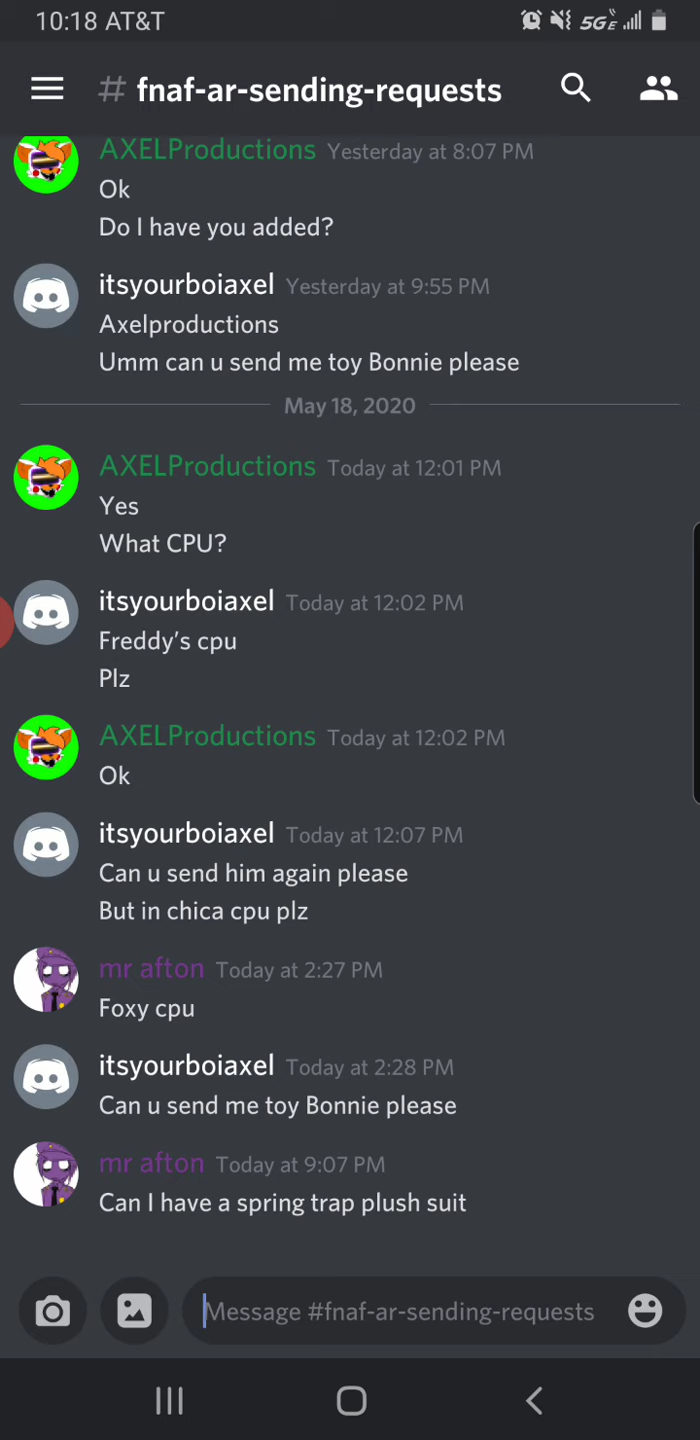 10:18 AT&T 5GE
# fnaf-ar-sending-requests
AXELProductions Yesterday at 8:07 PM
Ok
Do I have you added?
itsyourboiaxel Yesterday at 9:55 PM
Axelproductions
Umm can u send me toy Bonnie please
May 18, 2020
AXELProductions Today at 12:01 PM
Yes
What CPU?
itsyourboiaxel Today at 12:02 PM
Freddy's cpu
Plz
AXELProductions Today at 12:02 PM
Ok
itsyourboiaxel Today at 12:07 PM
Can u send him again please
But in chica cpu plz
mr afton Today at 2:27 PM
Foxy cpu
itsyourboiaxel Today at 2:28 PM
Can u send me toy Bonnie please
mr afton Today at 9:07 PM
Can I have a spring trap plush suit
Message #fnaf-ar-sending-requests